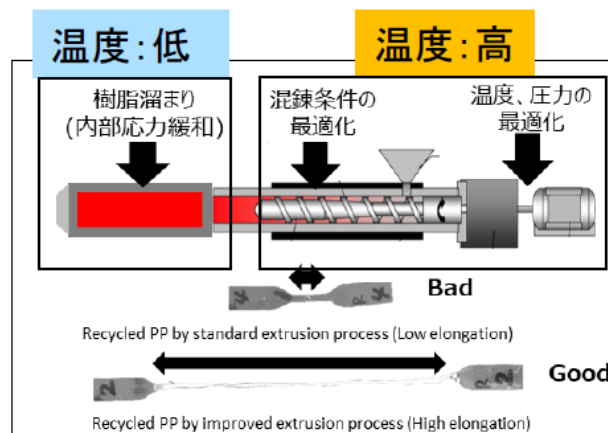 温度：低
温度：高
樹脂溜まり
(内部応力緩和)
混錬条件の
最適化
温度、圧力の
最適化
Bad
Recycled PP by standard extrusion process (Low elongation)
Good
2
2
Recycled PP by improved extrusion process (High elongation)